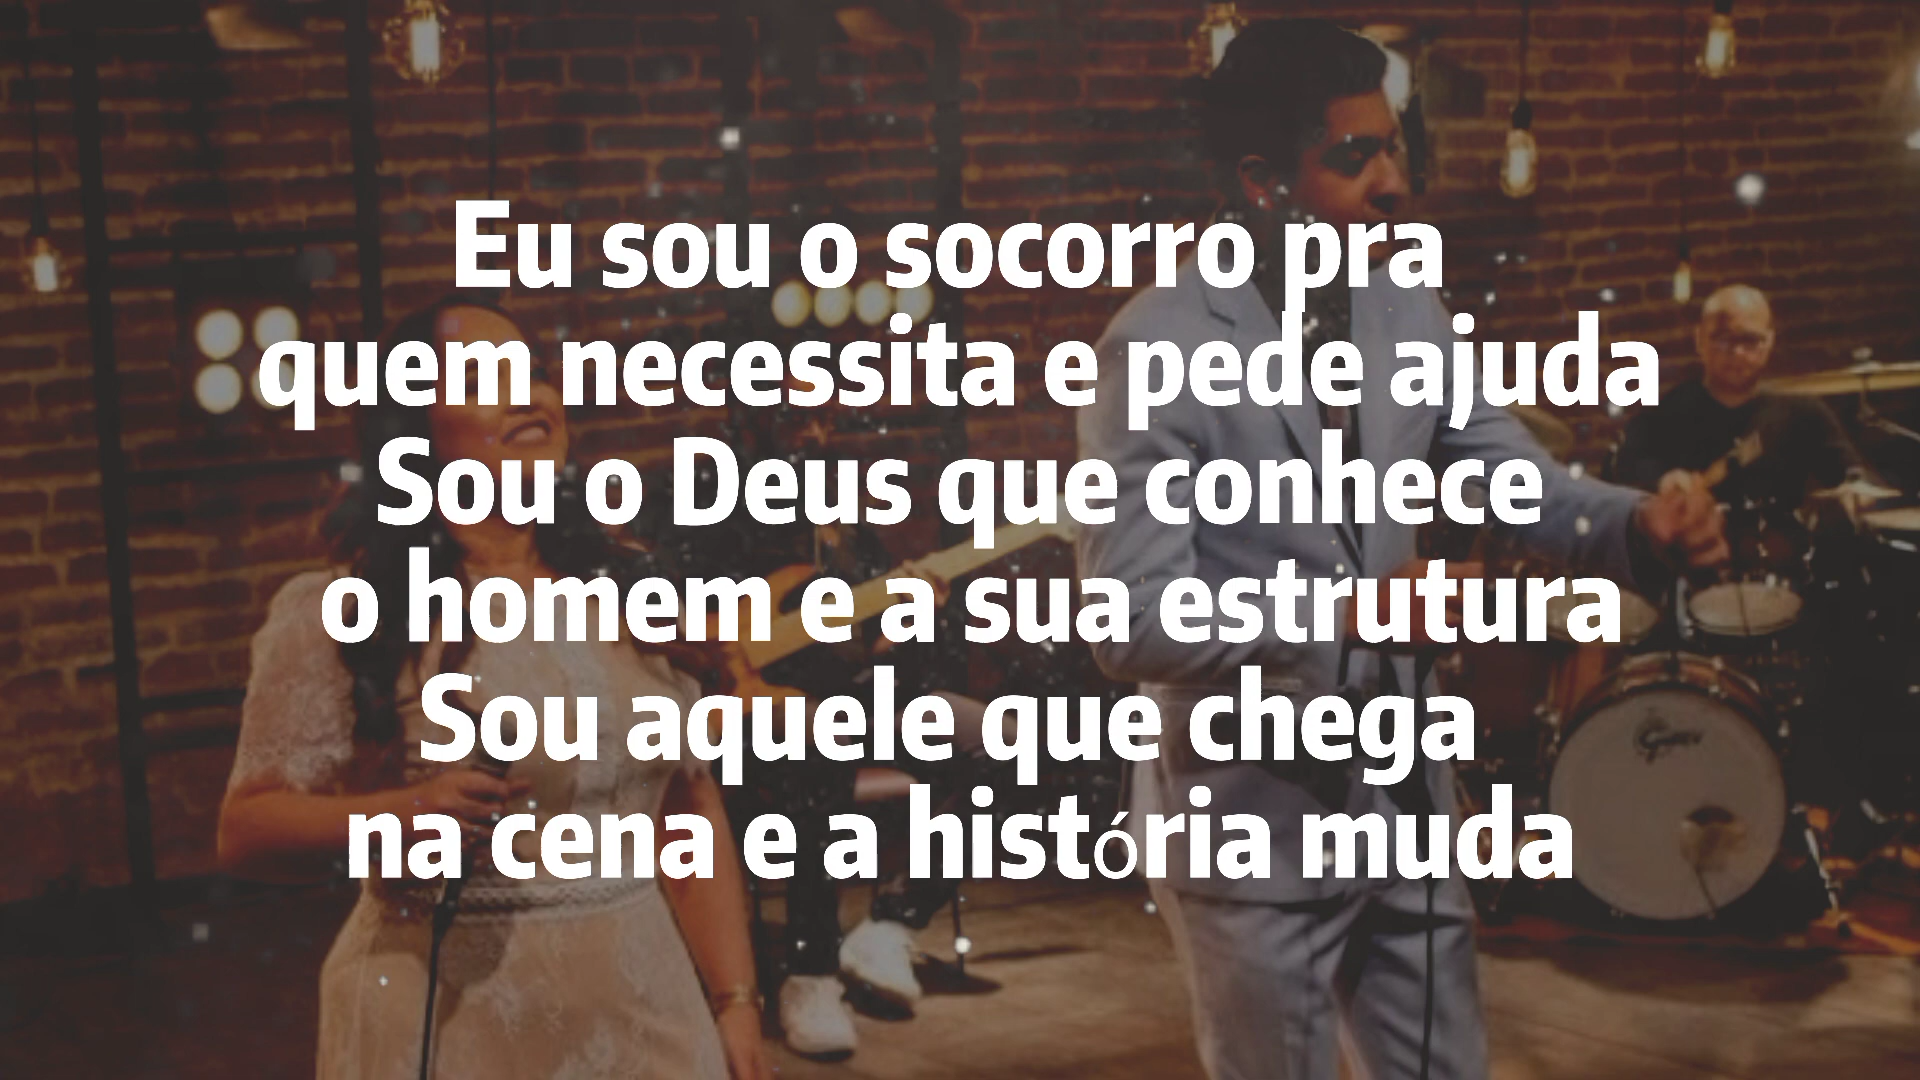 Eu sou o socorro pra
quem necessita e pede ajuda
Sou o Deus que conhece
o homem e a sua estrutura
Sou aquele que chega
na cena e a história muda
Gretsch